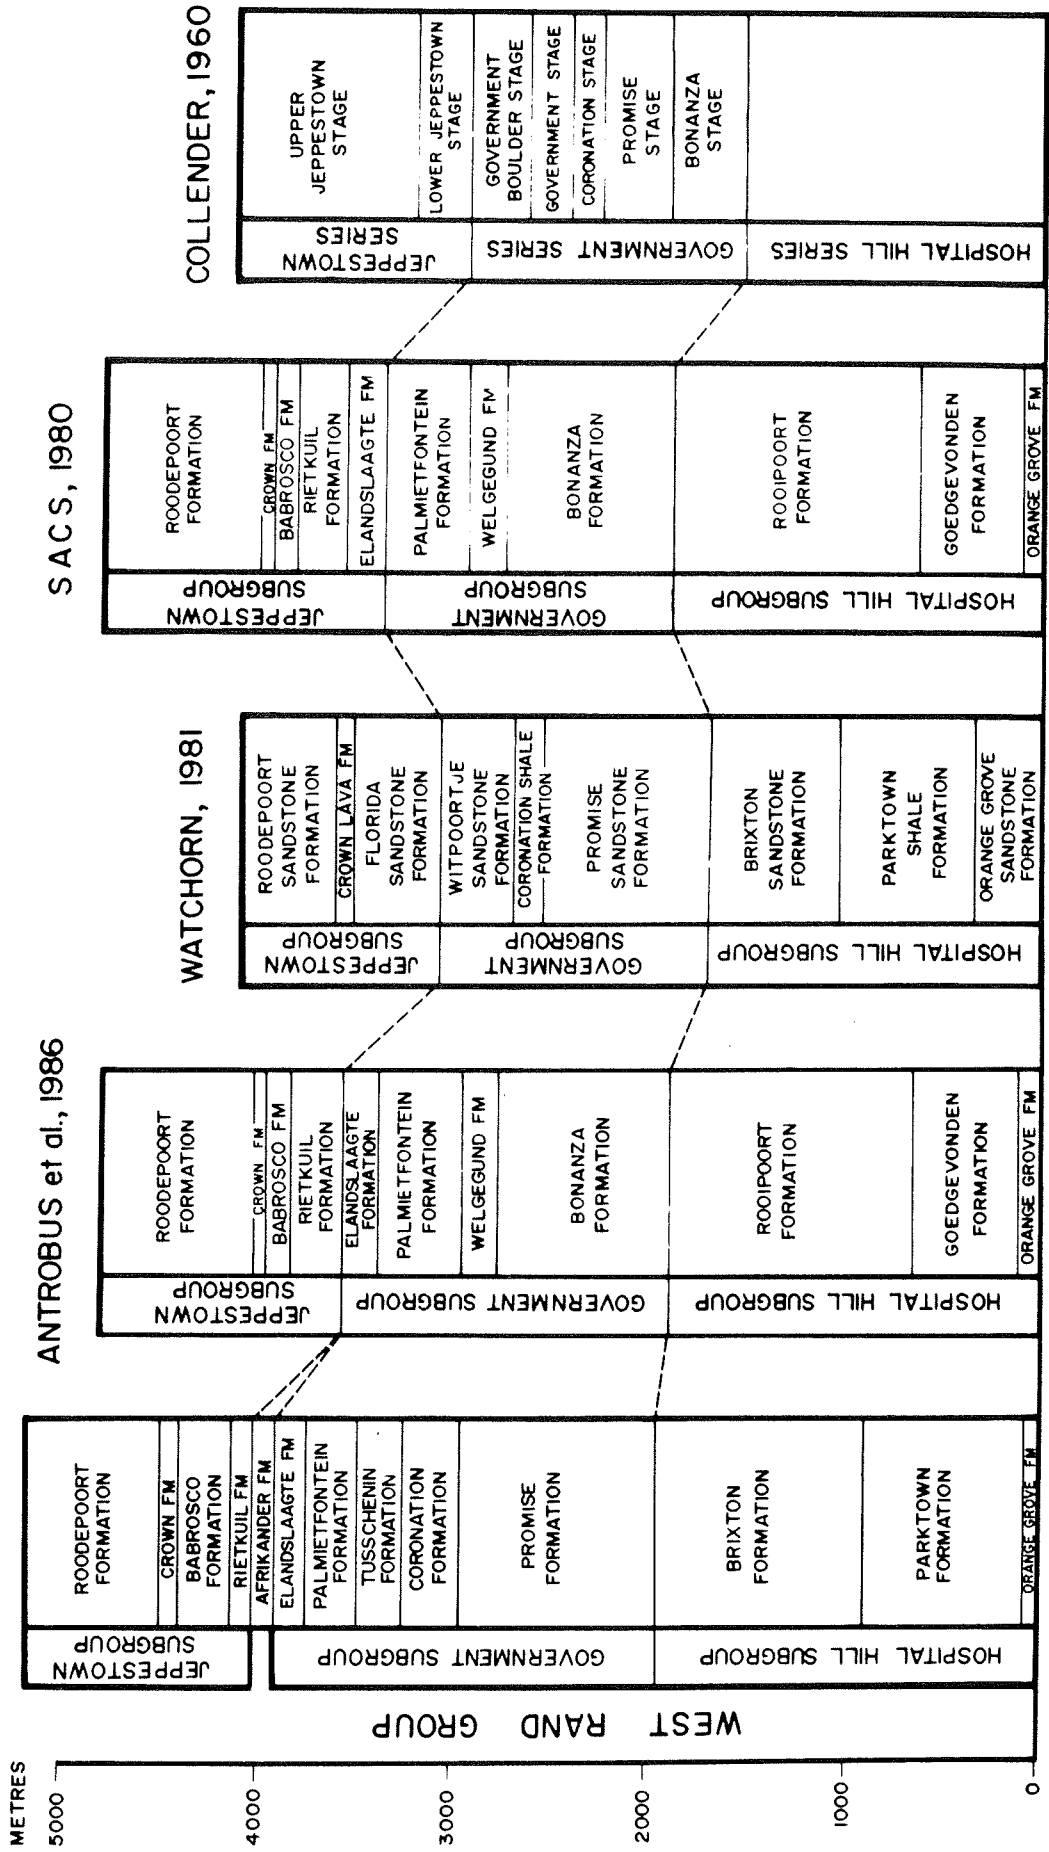 METRES
5000
4000
3000
2000
1000
0
WEST RAND GROUP
JEPPESTOWN
SUBGROUP
GOVERNMENT SUBGROUP
HOSPITAL HILL SUBGROUP
ROODEPOORT
FORMATION
CROWN FM
BABROSCO
FORMATION
RIETKUIL FM
AFRIKANDER FM
ELANDSLAAGTE FM
PALMIETFONTEIN
FORMATION
TUSSCHENIN
FORMATION
CORONATION
FORMATION
PROMISE
FORMATION
BRIXTON
FORMATION
PARKTOWN
FORMATION
ORANGE GROVE FM
ANTROBUS et al., 1986
JEPPESTOWN
SUBGROUP
GOVERNMENT SUBGROUP
HOSPITAL HILL SUBGROUP
ROODEPOORT
FORMATION
CROWN FM
BABROSCO FM
RIETKUIL
FORMATION
ELANDSLAAGTE
FORMATION
PALMIETFONTEIN
FORMATION
WELGEGUND FM
BONANZA
FORMATION
ROOIPOORT
FORMATION
GOEDGEVONDEN
FORMATION
ORANGE GROVE FM
WATCHORN, 1981
JEPPESTOWN
SUBGROUP
GOVERNMENT
SUBGROUP
HOSPITAL HILL SUBGROUP
ROODEPOORT
SANDSTONE
FORMATION
CROWN LAVA FM
FLORIDA
SANDSTONE
FORMATION
WITPOORTJE
SANDSTONE
FORMATION
CORONATION SHALE
FORMATION
PROMISE
SANDSTONE
FORMATION
BRIXTON
SANDSTONE
FORMATION
PARKTOWN
SHALE
FORMATION
ORANGE GROVE
SANDSTONE
FORMATION
SACS, 1980
JEPPESTOWN
SUBGROUP
GOVERNMENT
SUBGROUP
HOSPITAL HILL SUBGROUP
ROODEPOORT
FORMATION
CROWN FM
BABROSCO FM
RIETKUIL
FORMATION
ELANDSLAAGTE FM
PALMIETFONTEIN
FORMATION
WELGEGUND FM
BONANZA
FORMATION
ROOIPOORT
FORMATION
GOEDGEVONDEN
FORMATION
ORANGE GROVE FM
COLLENDER, 1960
JEPPESTOWN
SERIES
GOVERNMENT SERIES
HOSPITAL HILL SERIES
UPPER
JEPPESTOWN
STAGE
LOWER JEPPESTOWN
STAGE
GOVERNMENT
BOULDER STAGE
GOVERNMENT STAGE
CORONATION STAGE
PROMISE
STAGE
BONANZA
STAGE